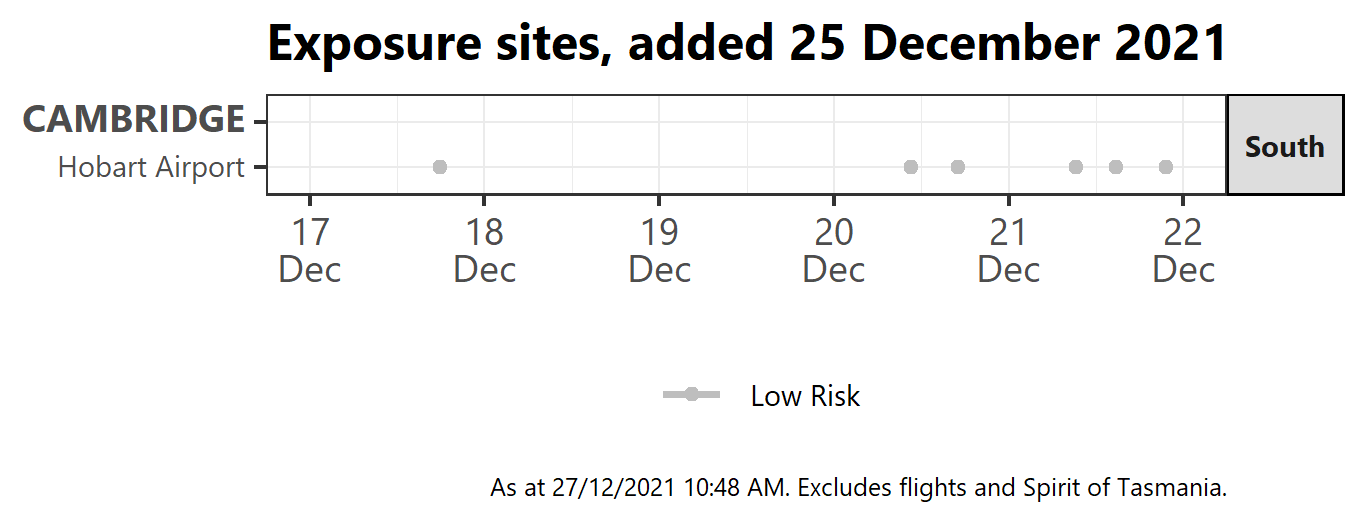 Exposure sites, added 25 December 2021
CAMBRIDGE
Hobart Airport
South
17 Dec
18 Dec
19 Dec
20 Dec
21 Dec
22 Dec
Low Risk
As at 27/12/2021 10:48 AM. Excludes flights and Spirit of Tasmania.